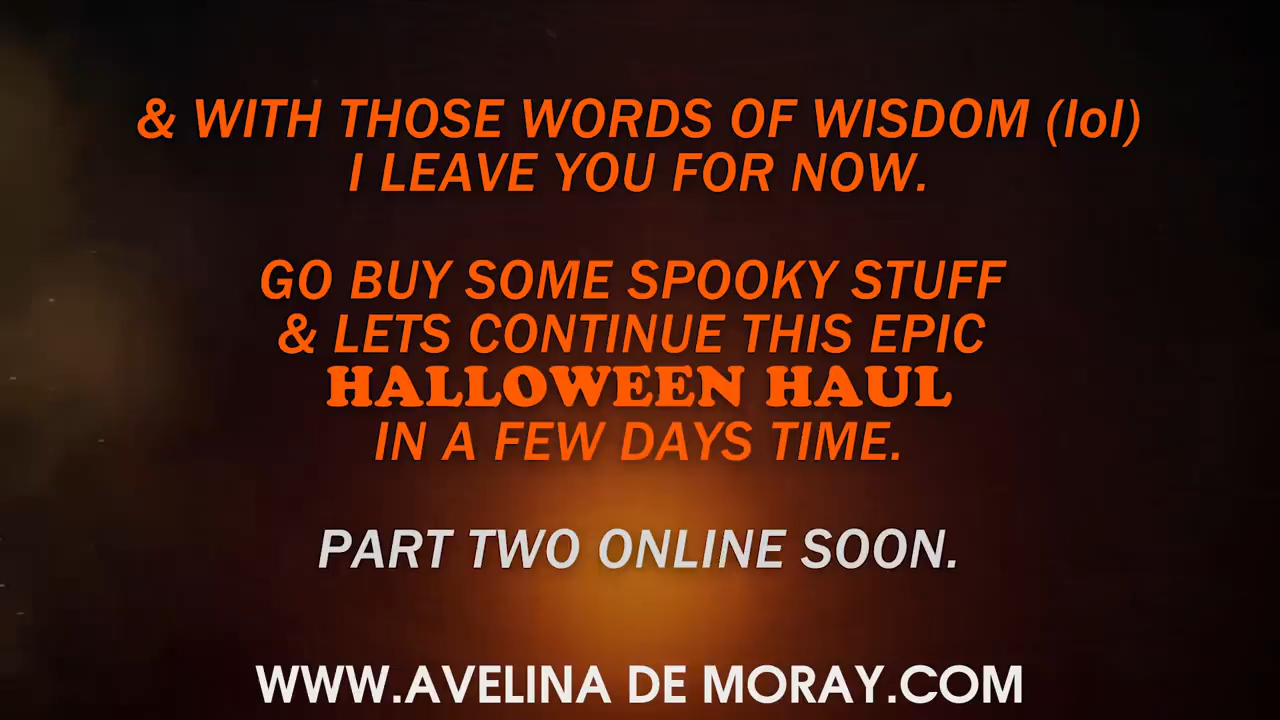 & WITH THOSE WORDS OF WISDOM (lol)
I LEAVE YOU FOR NOW.
GO BUY SOME SPOOKY STUFF
& LETS CONTINUE THIS EPIC
HALLOWEEN HAUL
IN A FEW DAYS TIME.
PART TWO ONLINE SOON.
WWW.AVELINA DE MORAY.COM